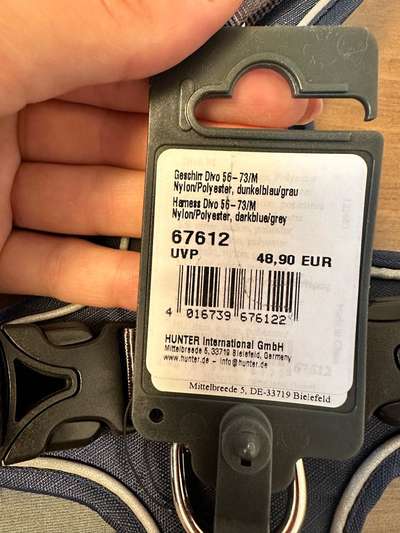 Geschirr Divo 56-73/M
Nylon/Polyester, dunkelblau/grau
Harness Divo 56-73/M
Nylon/Polyester, darkblue/grey
67612
UVP 48,90 EUR
4 016739 676122
HUNTER International GmbH
Mittelbreede 5, 33719 Bielefeld, Germany
www.hunter.de - info@hunter.de
67612
Mittelbreede 5, DE-33719 Bielefeld